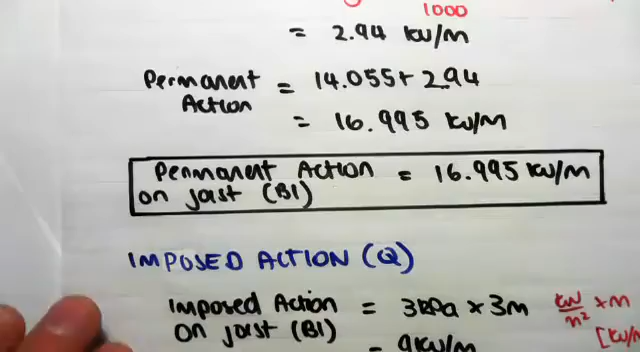 1000
= 2.94 kN/m
Permanent Action = 14.055 + 2.94
= 16.995 kN/m
Permanent Action on joist (B1) = 16.995 kN/m
IMPOSED ACTION (Q)
Imposed Action on joist (B1) = 3kPa × 3m kN/m² × m
= 9kN/m [kN/m